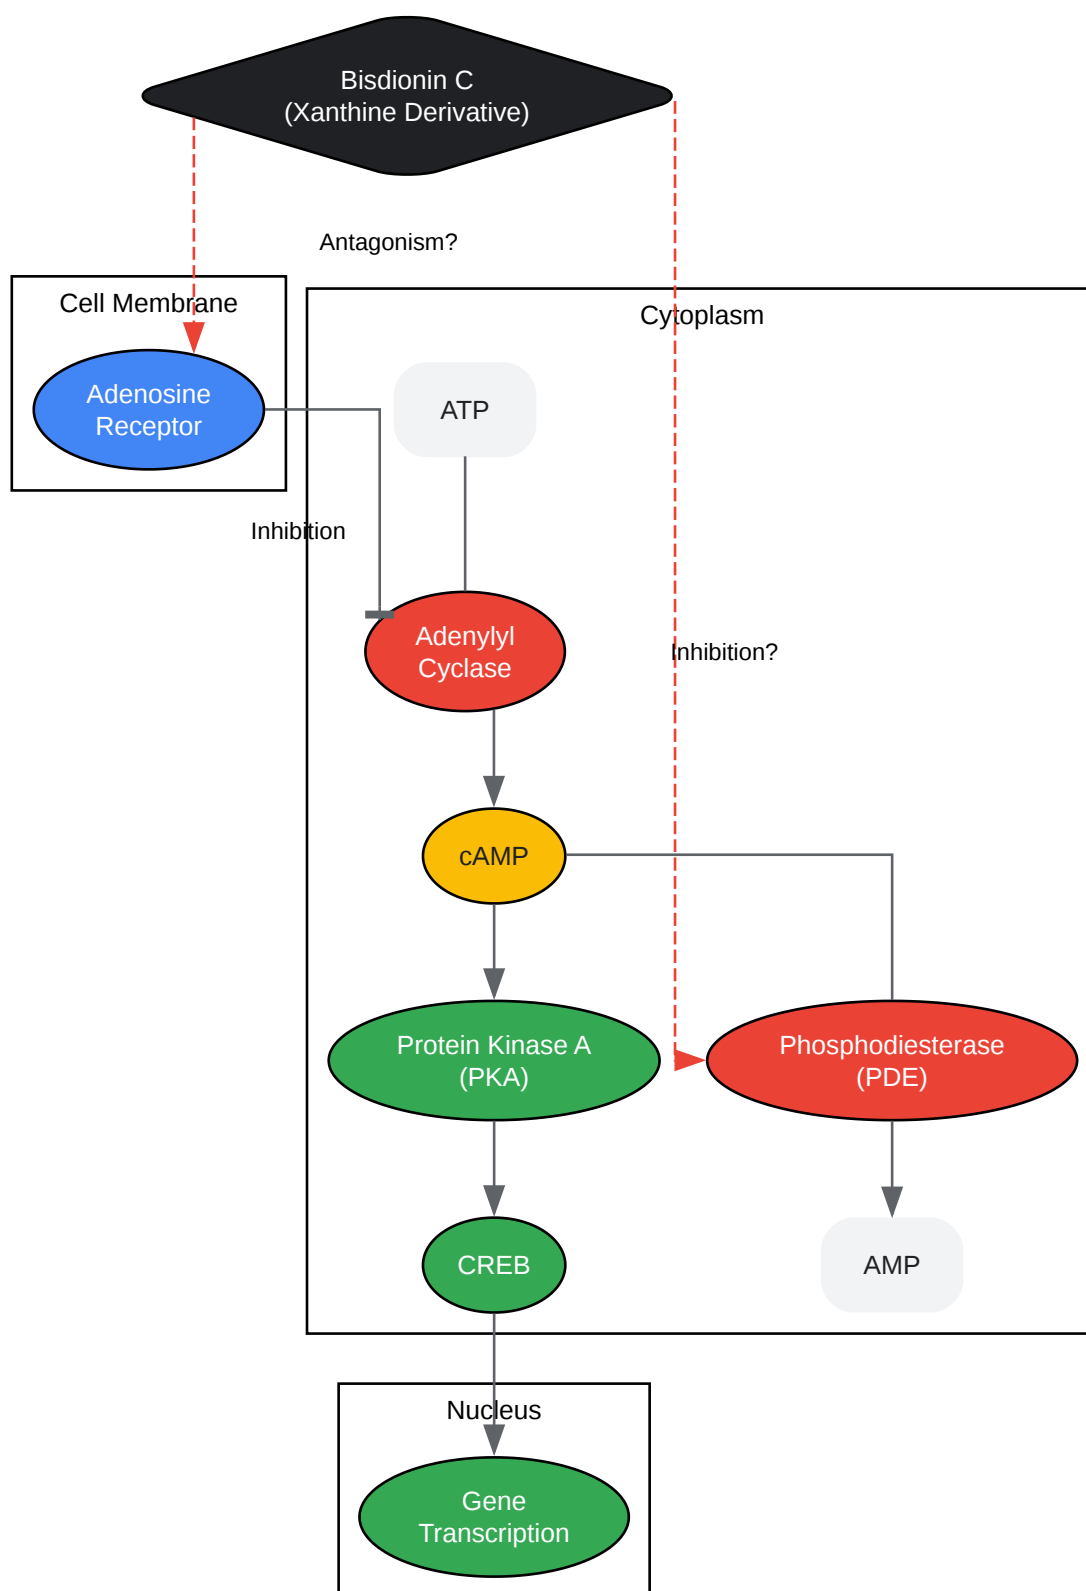 Bisdionin C
(Xanthine Derivative)
Antagonism?
Cell Membrane
Cytoplasm
Adenosine
Receptor
ATP
Inhibition
Adenylyl
Cyclase
Inhibition?
cAMP
Protein Kinase A
(PKA)
Phosphodiesterase
(PDE)
CREB
AMP
Nucleus
Gene
Transcription